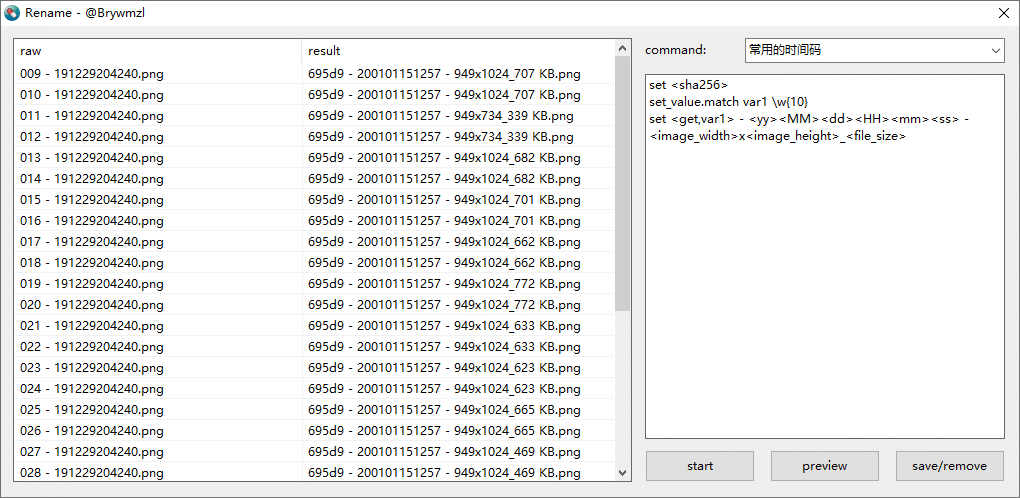 Rename - @Brywmzl
raw result
009 - 191229204240.png 695d9 - 200101151257 - 949x1024_707 KB.png
010 - 191229204240.png 695d9 - 200101151257 - 949x1024_707 KB.png
011 - 191229204240.png 695d9 - 200101151257 - 949x734_339 KB.png
012 - 191229204240.png 695d9 - 200101151257 - 949x734_339 KB.png
013 - 191229204240.png 695d9 - 200101151257 - 949x1024_682 KB.png
014 - 191229204240.png 695d9 - 200101151257 - 949x1024_682 KB.png
015 - 191229204240.png 695d9 - 200101151257 - 949x1024_701 KB.png
016 - 191229204240.png 695d9 - 200101151257 - 949x1024_701 KB.png
017 - 191229204240.png 695d9 - 200101151257 - 949x1024_662 KB.png
018 - 191229204240.png 695d9 - 200101151257 - 949x1024_662 KB.png
019 - 191229204240.png 695d9 - 200101151257 - 949x1024_772 KB.png
020 - 191229204240.png 695d9 - 200101151257 - 949x1024_772 KB.png
021 - 191229204240.png 695d9 - 200101151257 - 949x1024_633 KB.png
022 - 191229204240.png 695d9 - 200101151257 - 949x1024_633 KB.png
023 - 191229204240.png 695d9 - 200101151257 - 949x1024_623 KB.png
024 - 191229204240.png 695d9 - 200101151257 - 949x1024_623 KB.png
025 - 191229204240.png 695d9 - 200101151257 - 949x1024_665 KB.png
026 - 191229204240.png 695d9 - 200101151257 - 949x1024_665 KB.png
027 - 191229204240.png 695d9 - 200101151257 - 949x1024_469 KB.png
028 - 191229204240.png 695d9 - 200101151257 - 949x1024_469 KB.png
command: 常用的时间码
set <sha256>
set_value.match var1 \w{10}
set <get,var1> - <yy><MM><dd><HH><mm><ss> -
<image_width>x<image_height>_<file_size>
start preview save/remove